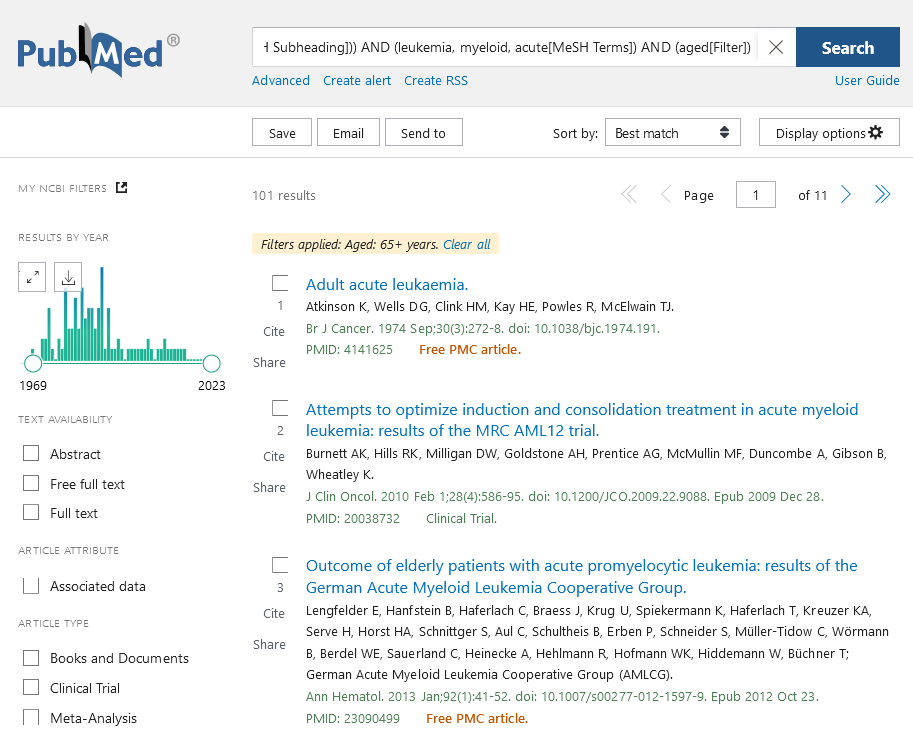 PubMed®
H Subheading])) AND (leukemia, myeloid, acute[MeSH Terms]) AND (aged[Filter])
Search
Advanced Create alert Create RSS User Guide
Save Email Send to Sort by: Best match Display options
MY NCBI FILTERS
101 results Page 1 of 11
RESULTS BY YEAR
Filters applied: Aged: 65+ years. Clear all
1969 2023
TEXT AVAILABILITY
Abstract
Free full text
Full text
ARTICLE ATTRIBUTE
Associated data
ARTICLE TYPE
Books and Documents
Clinical Trial
Meta-Analysis
Adult acute leukaemia.
1
Atkinson K, Wells DG, Clink HM, Kay HE, Powles R, McElwain TJ.
Cite
Br J Cancer. 1974 Sep;30(3):272-8. doi: 10.1038/bjc.1974.191.
PMID: 4141625 Free PMC article.
Share
Attempts to optimize induction and consolidation treatment in acute myeloid
2
leukemia: results of the MRC AML12 trial.
Cite
Burnett AK, Hills RK, Milligan DW, Goldstone AH, Prentice AG, McMullin MF, Duncombe A, Gibson B,
Wheatley K.
Share
J Clin Oncol. 2010 Feb 1;28(4):586-95. doi: 10.1200/JCO.2009.22.9088. Epub 2009 Dec 28.
PMID: 20038732 Clinical Trial.
Outcome of elderly patients with acute promyelocytic leukemia: results of the
3
German Acute Myeloid Leukemia Cooperative Group.
Cite
Lengfelder E, Hanfstein B, Haferlach C, Braess J, Krug U, Spiekermann K, Haferlach T, Kreuzer KA,
Serve H, Horst HA, Schnittger S, Aul C, Schultheis B, Erben P, Schneider S, Müller-Tidow C, Wörmann
Share
B, Berdel WE, Sauerland C, Heinecke A, Hehlmann R, Hofmann WK, Hiddemann W, Büchner T;
German Acute Myeloid Leukemia Cooperative Group (AMLCG).
Ann Hematol. 2013 Jan;92(1):41-52. doi: 10.1007/s00277-012-1597-9. Epub 2012 Oct 23.
PMID: 23090499 Free PMC article.